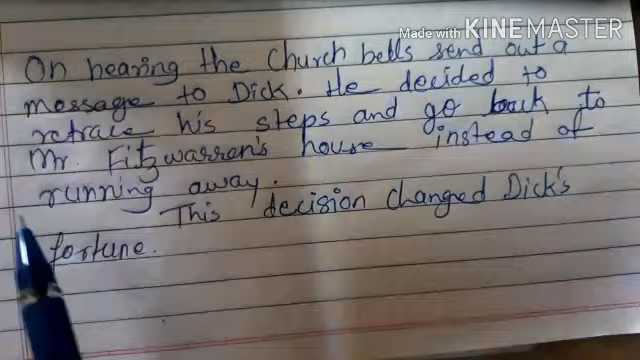 Made with KINEMASTER
On hearing the Church bells send out a
message to Dick. He decided to
retrace his steps and go back to
Mr. Fitzwarren's house instead of
running away.
This decision changed Dick's
fortune.